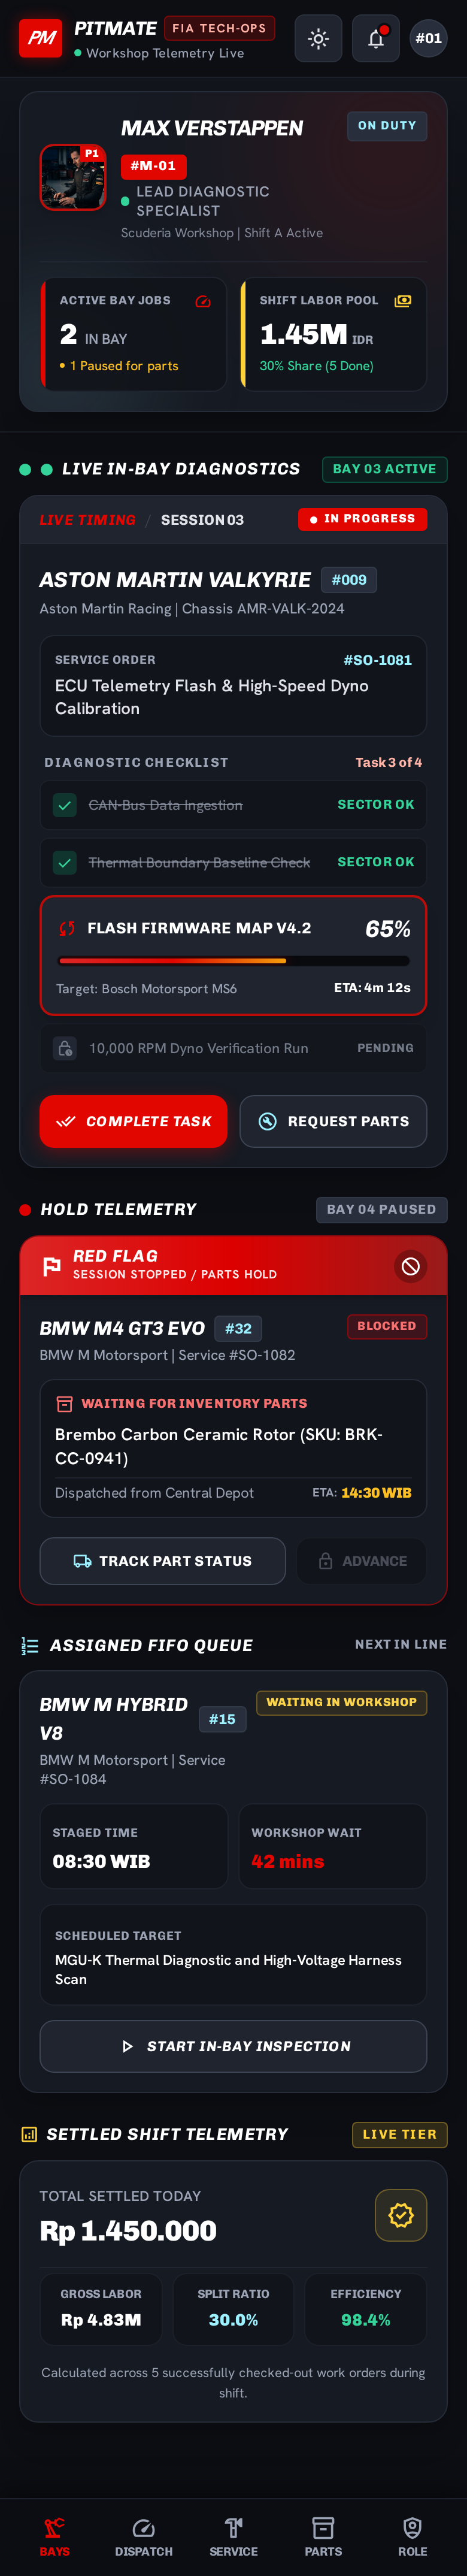 PM PITMATE FIA TECH-OPS #01
Workshop Telemetry Live
MAX VERSTAPPEN ON DUTY
P1
#M-01
LEAD DIAGNOSTIC
SPECIALIST
Scuderia Workshop | Shift A Active
ACTIVE BAY JOBS
2 IN BAY
1 Paused for parts
SHIFT LABOR POOL
1.45M IDR
30% Share (5 Done)
LIVE IN-BAY DIAGNOSTICS BAY 03 ACTIVE
LIVE TIMING / SESSION 03 IN PROGRESS
ASTON MARTIN VALKYRIE #009
Aston Martin Racing | Chassis AMR-VALK-2024
SERVICE ORDER #SO-1081
ECU Telemetry Flash & High-Speed Dyno
Calibration
DIAGNOSTIC CHECKLIST Task 3 of 4
CAN-Bus Data Ingestion SECTOR OK
Thermal Boundary Baseline Check SECTOR OK
FLASH FIRMWARE MAP V4.2 65%
Target: Bosch Motorsport MS6 ETA: 4m 12s
10,000 RPM Dyno Verification Run PENDING
COMPLETE TASK REQUEST PARTS
HOLD TELEMETRY BAY 04 PAUSED
RED FLAG
SESSION STOPPED / PARTS HOLD
BMW M4 GT3 EVO #32 BLOCKED
BMW M Motorsport | Service #SO-1082
WAITING FOR INVENTORY PARTS
Brembo Carbon Ceramic Rotor (SKU: BRK-
CC-0941)
Dispatched from Central Depot ETA: 14:30 WIB
TRACK PART STATUS ADVANCE
ASSIGNED FIFO QUEUE NEXT IN LINE
BMW M HYBRID
V8 #15 WAITING IN WORKSHOP
BMW M Motorsport | Service
#SO-1084
STAGED TIME
08:30 WIB
WORKSHOP WAIT
42 mins
SCHEDULED TARGET
MGU-K Thermal Diagnostic and High-Voltage Harness
Scan
START IN-BAY INSPECTION
SETTLED SHIFT TELEMETRY LIVE TIER
TOTAL SETTLED TODAY
Rp 1.450.000
GROSS LABOR
Rp 4.83M
SPLIT RATIO
30.0%
EFFICIENCY
98.4%
Calculated across 5 successfully checked-out work orders during
shift.
BAYS DISPATCH SERVICE PARTS ROLE